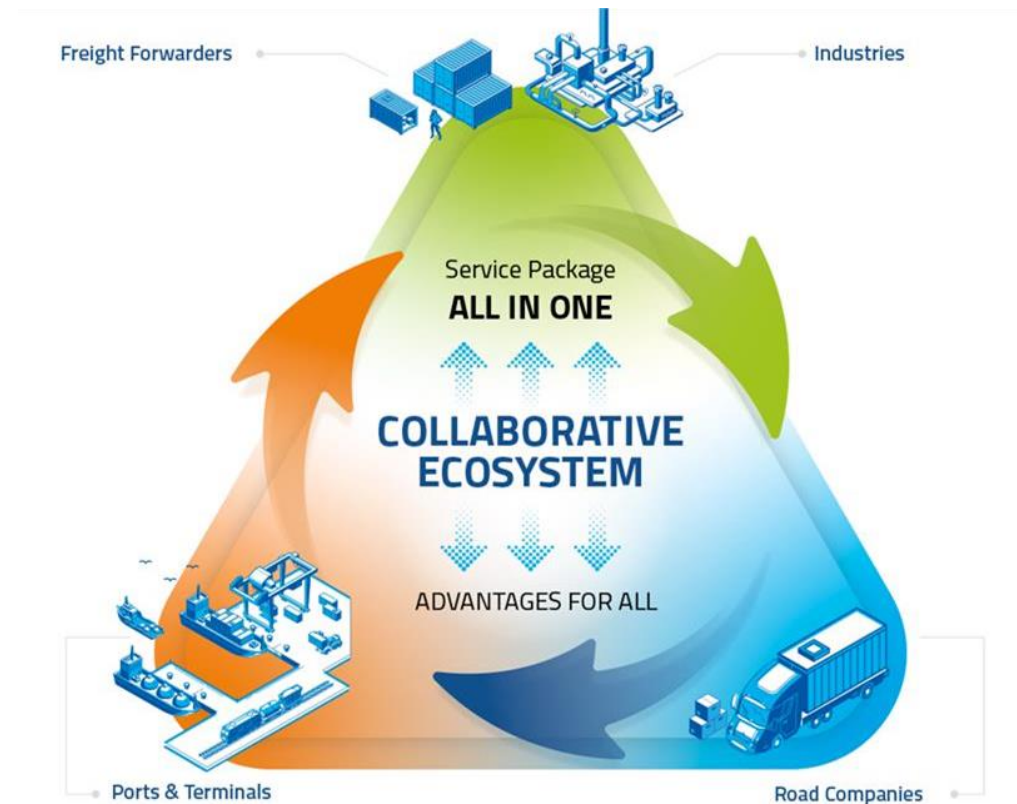 Freight Forwarders
Industries
Service Package
ALL IN ONE
COLLABORATIVE
ECOSYSTEM
ADVANTAGES FOR ALL
Ports & Terminals
Road Companies